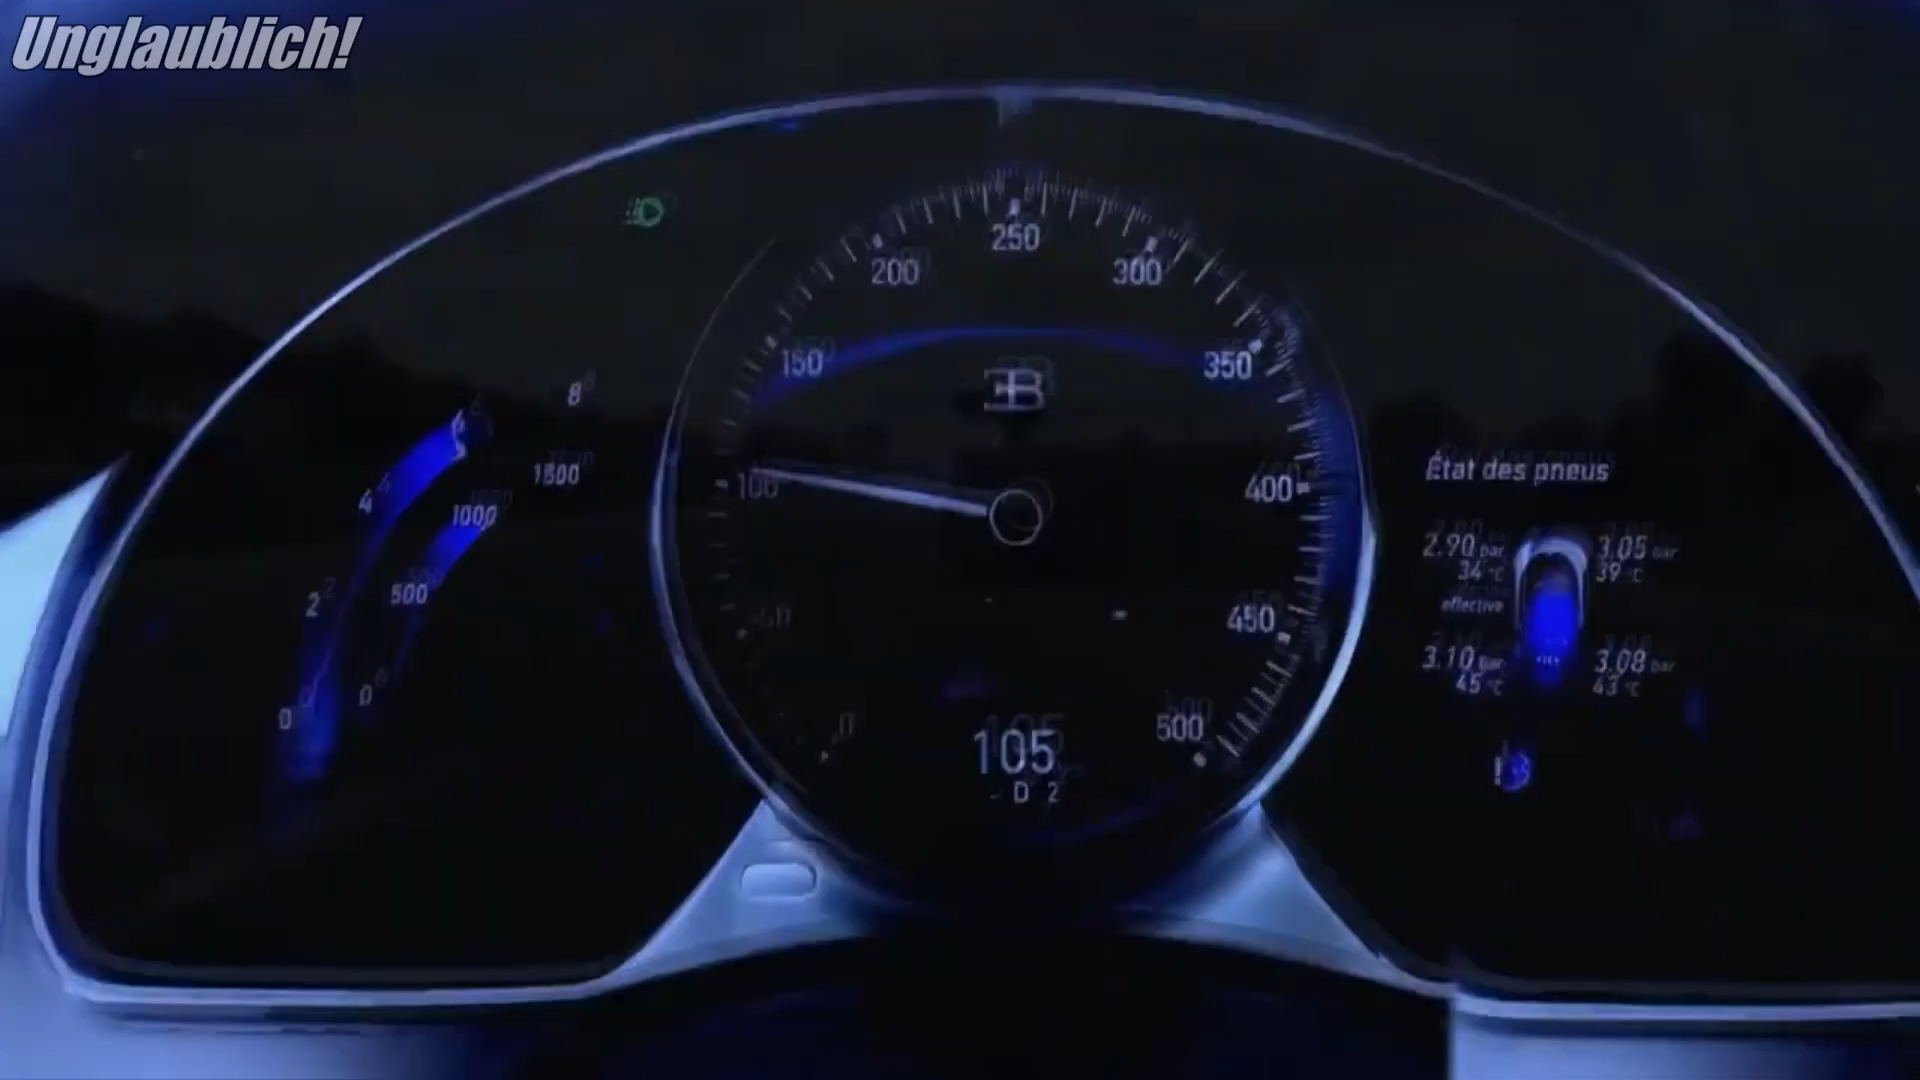 Unglaublich!
250
200
300
150
350
8
État des pneus
1000
100
400
4
2.90 bar
3.05 bar
34 °C
39 °C
500
2
effective
450
3.10 bar
3.08 bar
45 °C
43 °C
0
0
0
500
105
D 2